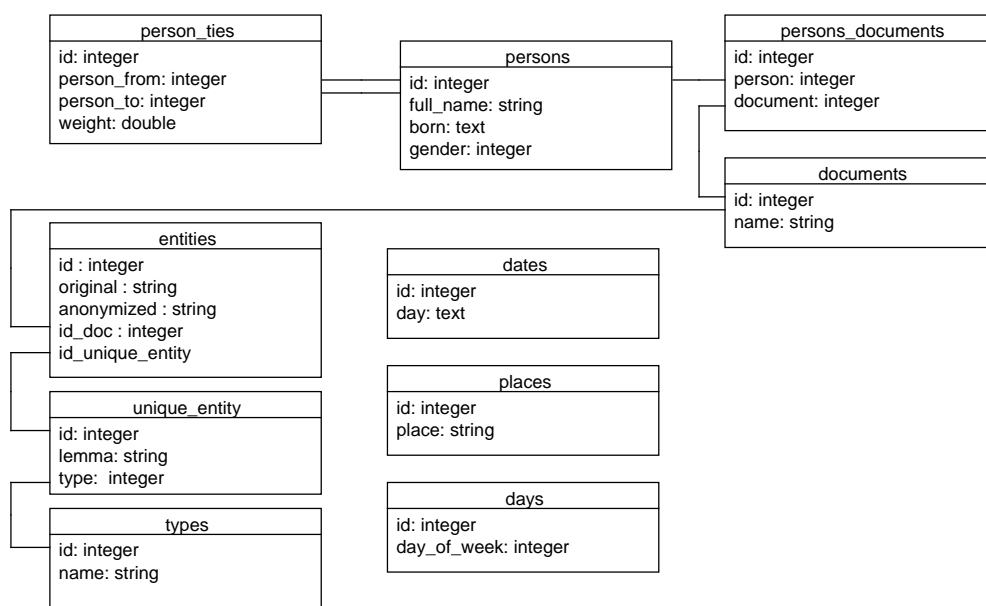 person_ties
id: integer
person_from: integer
person_to: integer
weight: double
persons
id: integer
full_name: string
born: text
gender: integer
persons_documents
id: integer
person: integer
document: integer
documents
id: integer
name: string
entities
id : integer
original : string
anonymized : string
id_doc : integer
id_unique_entity
dates
id: integer
day: text
unique_entity
id: integer
lemma: string
type:  integer
places
id: integer
place: string
types
id: integer
name: string
days
id: integer
day_of_week: integer